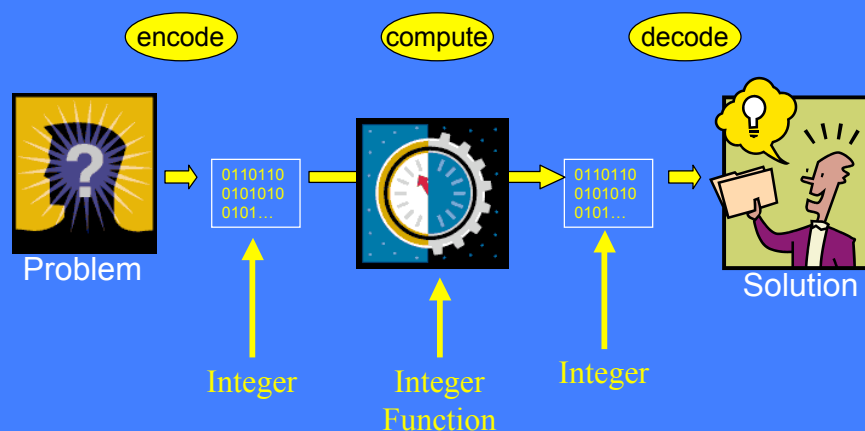 encode
compute
decode
?
0110110
0101010
0101...
0110110
0101010
0101...
Problem
Solution
Integer
Integer
Function
Integer